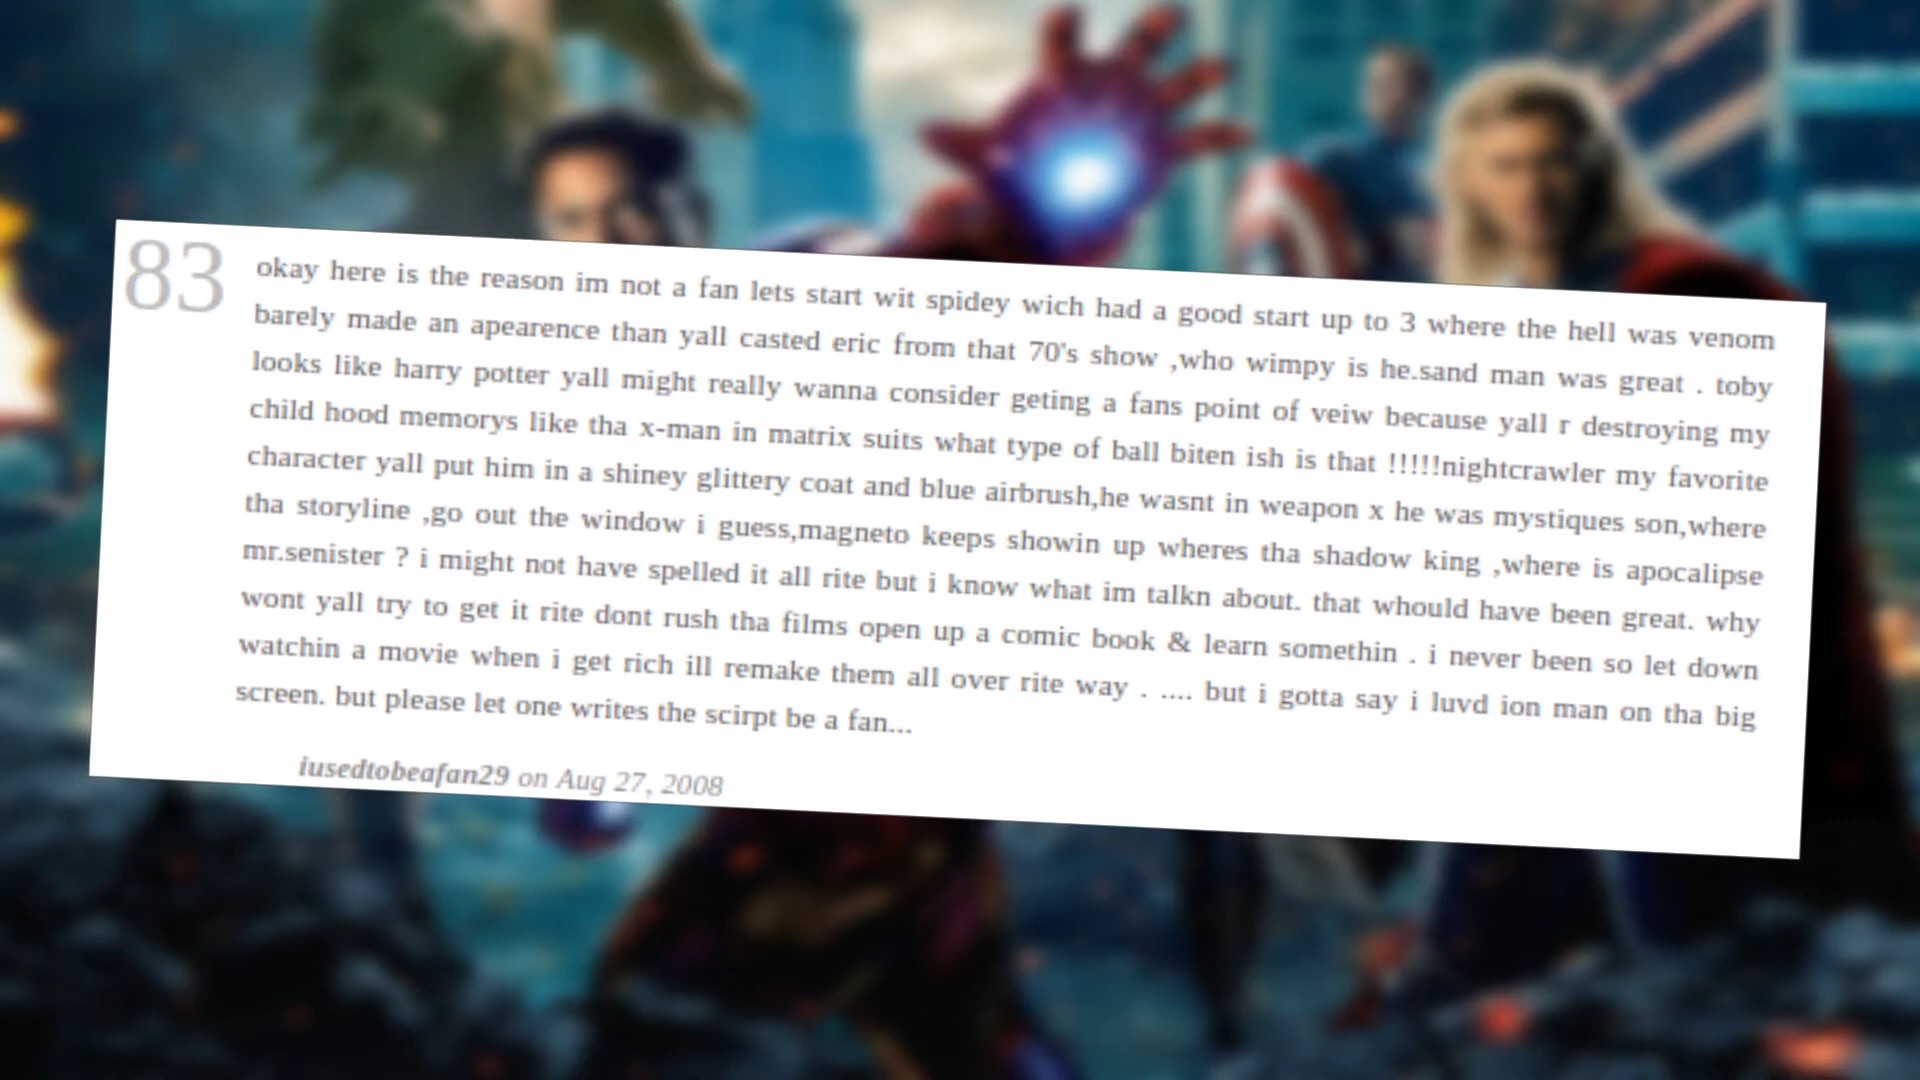 83
okay here is the reason im not a fan lets start wit spidey wich had a good start up to 3 where the hell was venom
barely made an apearence than yall casted eric from that 70's show ,who wimpy is he.sand man was great . toby
looks like harry potter yall might really wanna consider geting a fans point of veiw because yall r destroying my
child hood memorys like tha x-man in matrix suits what type of ball biten ish is that !!!!!nightcrawler my favorite
character yall put him in a shiney glittery coat and blue airbrush,he wasnt in weapon x he was mystiques son,where
tha storyline ,go out the window i guess,magneto keeps showin up wheres tha shadow king ,where is apocalipse
mr.senister ? i might not have spelled it all rite but i know what im talkn about. that whould have been great. why
wont yall try to get it rite dont rush tha films open up a comic book & learn somethin . i never been so let down
watchin a movie when i get rich ill remake them all over rite way . .... but i gotta say i luvd ion man on tha big
screen. but please let one writes the scirpt be a fan...
iusedtobeafan29 on Aug 27, 2008